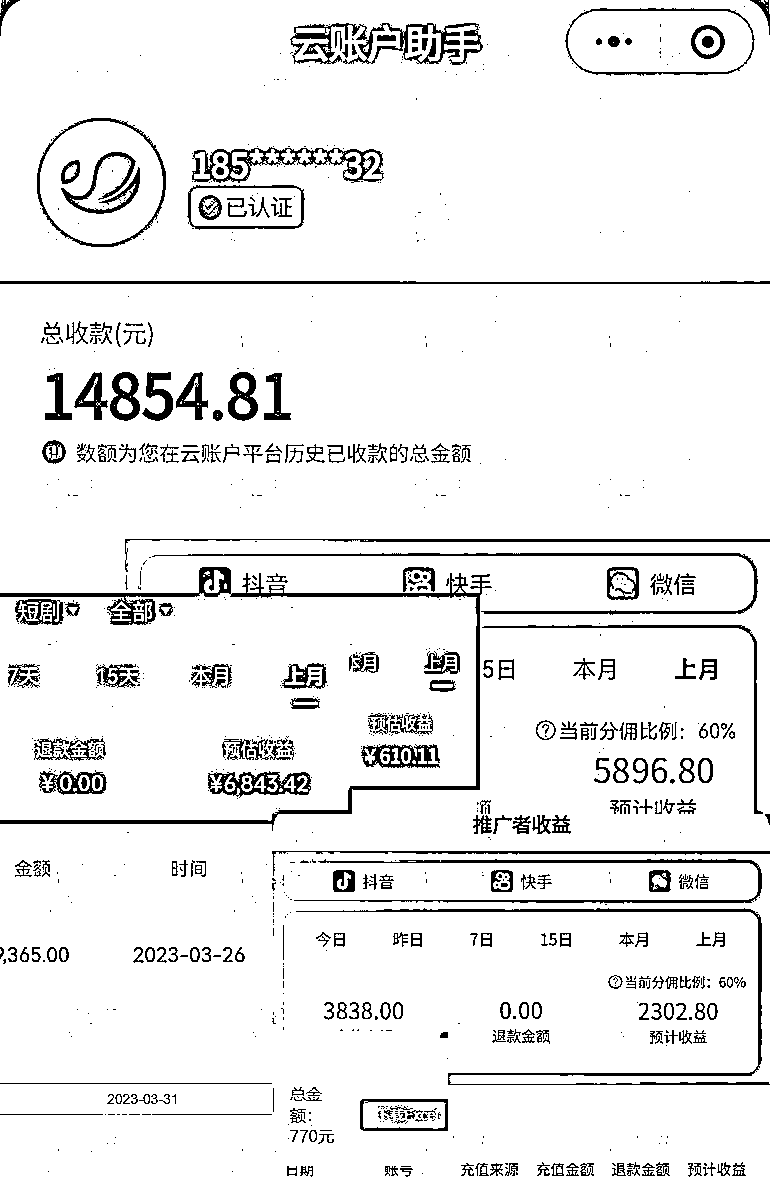 云账户助手
185******32
已认证
总收款(元)
14854.81
数额为您在云账户平台历史已收款的总金额
抖音 快手 微信
短剧 全部
7天 15天 本月 上月
月 上月
5日 本月 上月
当前分佣比例：60%
退款金额 预估收益
¥0.00 ¥6,843.42
预估收益
¥610.11
5896.80
预计收益
推广者收益
金额 时间
9,365.00 2023-03-26
2023-03-31
抖音 快手 微信
今日 昨日 7日 15日 本月 上月
当前分佣比例：60%
3838.00 0.00 2302.80
退款金额 预计收益
总金
额：
770元
下载Excel
日期 账号 充值来源 充值金额 退款金额 预计收益